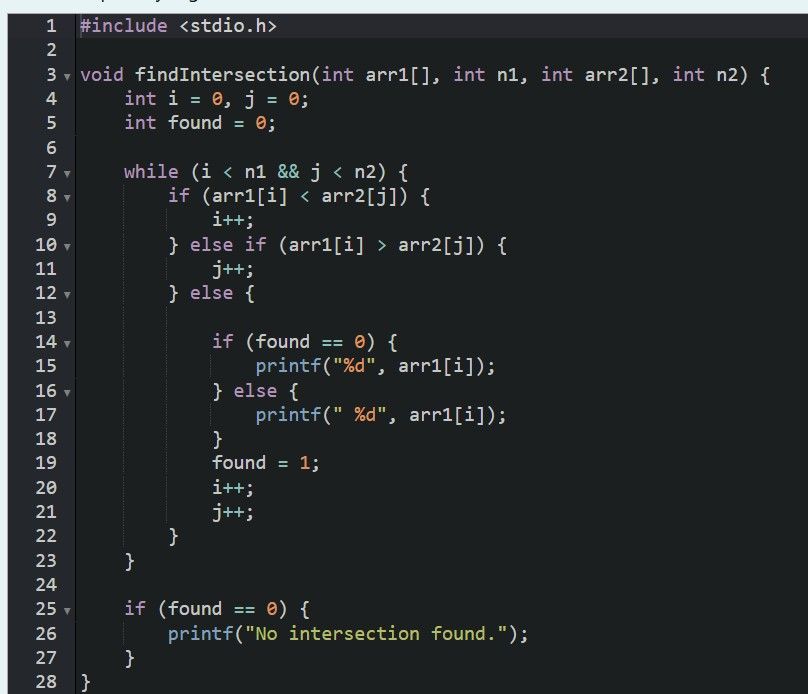 1 #include <stdio.h>
2
3 void findIntersection(int arr1[], int n1, int arr2[], int n2) {
4     int i = 0, j = 0;
5     int found = 0;
6
7     while (i < n1 && j < n2) {
8         if (arr1[i] < arr2[j]) {
9             i++;
10         } else if (arr1[i] > arr2[j]) {
11             j++;
12         } else {
13
14             if (found == 0) {
15                 printf("%d", arr1[i]);
16             } else {
17                 printf(" %d", arr1[i]);
18             }
19             found = 1;
20             i++;
21             j++;
22         }
23     }
24
25     if (found == 0) {
26         printf("No intersection found.");
27     }
28 }